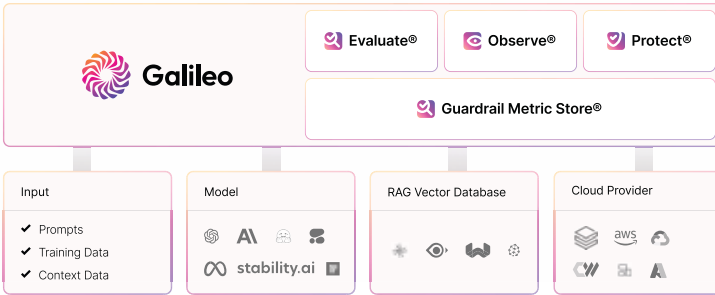 Galileo
Evaluate®
Observe®
Protect®
Guardrail Metric Store®
Input
Prompts
Training Data
Context Data
Model
stability.ai
RAG Vector Database
Cloud Provider
aws